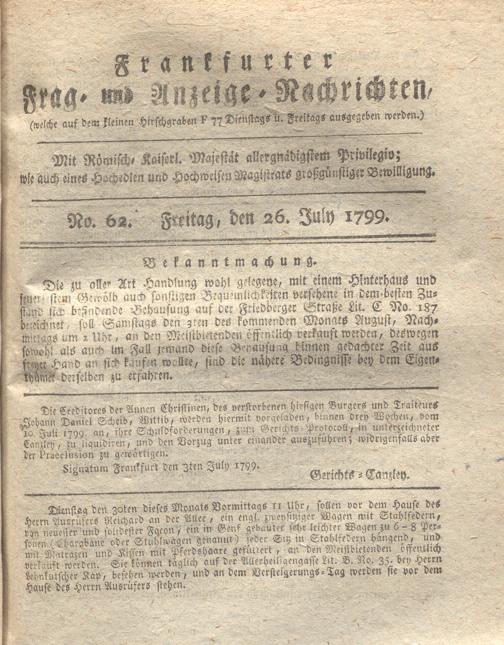 Frankfurter
Frag- und Anzeige-Nachrichten,
(welche auf dem kleinen Hirschgraben F 77 Dienstags u. Freitags ausgegeben werden.)
Mit Römisch-Kaiserl. Majestät allergnädigstem Privilegio;
wie auch eines Hochedlen und Hochweisen Magistrats großgünstiger Bewilligung.
No. 62. Freitag, den 26. July 1799.
Bekanntmachung.
Die zu aller Art Handlung wohl gelegene, mit einem Hinterhaus und
feuerfestem Gewölb auch sonstigen Bequemlichkeiten versehene in dem besten Zu-
stand sich befindende Behausung auf der Friedberger Straße Lit. C No. 187
bezeichnet, soll Samstags den 3ten des kommenden Monats August, Nach-
mittags um 2 Uhr, an den Meistbietenden öffentlich verkauft werden, deswegen
sowohl als auch im Fall jemand diese Behausung binnen gedachter Zeit aus
freyer Hand an sich kaufen wollte, sind die nähere Bedingnisse bey dem Eigen-
thümer derselben zu erfahren.
Die Creditores der Annen Christinen, des verstorbenen hiesigen Burgers und Traiteurs
Johann Daniel Scheid, Wittib, werden hiermit vorgeladen, binnen drey Wochen, vom
10. Juli 1799. an, ihre Schuldforderungen, zum Gerichts-Protocoll, in unterzeichneter
Canzley, zu liquidiren, und den Vorzug unter einander auszuführen; widrigenfalls aber
der Praeclusion zu gewärtigen.
Signatum Frankfurt den 3ten July 1799.
Gerichts-Canzley.
Dienstag den 30ten dieses Monats Vormittags 11 Uhr, sollen vor dem Hause des
Herrn Ausrufers Reichard an der Allee, ein engl. zweysitziger Wagen mit Stahlfedern,
von neuester und solidester Façon, ein in Genf gebauter sehr leichter Wagen zu 6-8 Per-
sonen (Chargbanc oder Stuhlwagen genannt) jeder Sitz in Stahlfedern hängend, und
mit Matrazen und Kissen mit Pferdshaare gefüttert, an den Meistbietenden öffentlich
verkauft werden. Sie können täglich auf der Allerheiligengasse Lit. B. No. 35. bey Herrn
Lehnkutscher Kay, besehen werden, und an dem Versteigerungs-Tag werden sie vor dem
Hause des Herrn Ausrufers stehen.